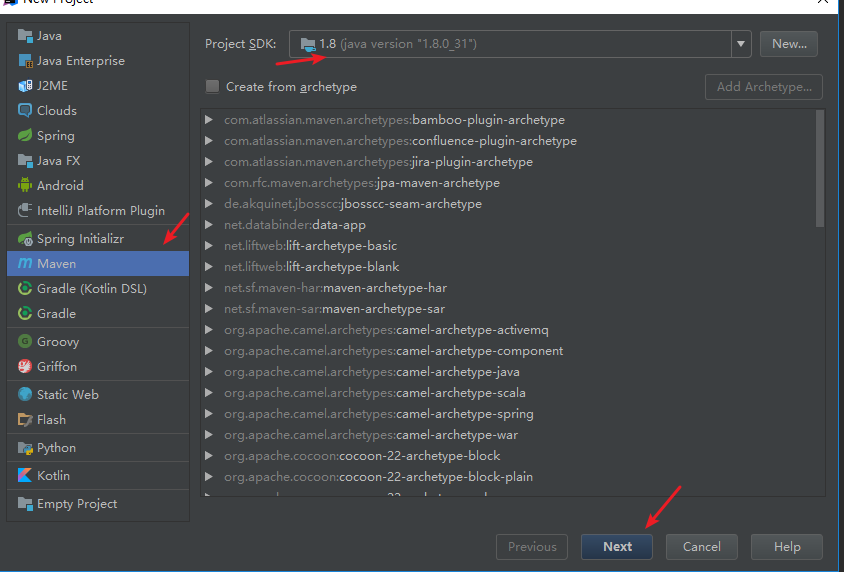 New Project
Java
Java Enterprise
J2ME
Clouds
Spring
Java FX
Android
IntelliJ Platform Plugin
Spring Initializr
Maven
Gradle (Kotlin DSL)
Gradle
Groovy
Griffon
Static Web
Flash
Python
Kotlin
Empty Project
Project SDK: 1.8 (java version "1.8.0_31") New...
Create from archetype Add Archetype...
com.atlassian.maven.archetypes:bamboo-plugin-archetype
com.atlassian.maven.archetypes:confluence-plugin-archetype
com.atlassian.maven.archetypes:jira-plugin-archetype
com.rfc.maven.archetypes:jpa-maven-archetype
de.akquinet.jbosscc:jbosscc-seam-archetype
net.databinder:data-app
net.liftweb:lift-archetype-basic
net.liftweb:lift-archetype-blank
net.sf.maven-har:maven-archetype-har
net.sf.maven-sar:maven-archetype-sar
org.apache.camel.archetypes:camel-archetype-activemq
org.apache.camel.archetypes:camel-archetype-component
org.apache.camel.archetypes:camel-archetype-java
org.apache.camel.archetypes:camel-archetype-scala
org.apache.camel.archetypes:camel-archetype-spring
org.apache.camel.archetypes:camel-archetype-war
org.apache.cocoon:cocoon-22-archetype-block
org.apache.cocoon:cocoon-22-archetype-block-plain
Previous Next Cancel Help